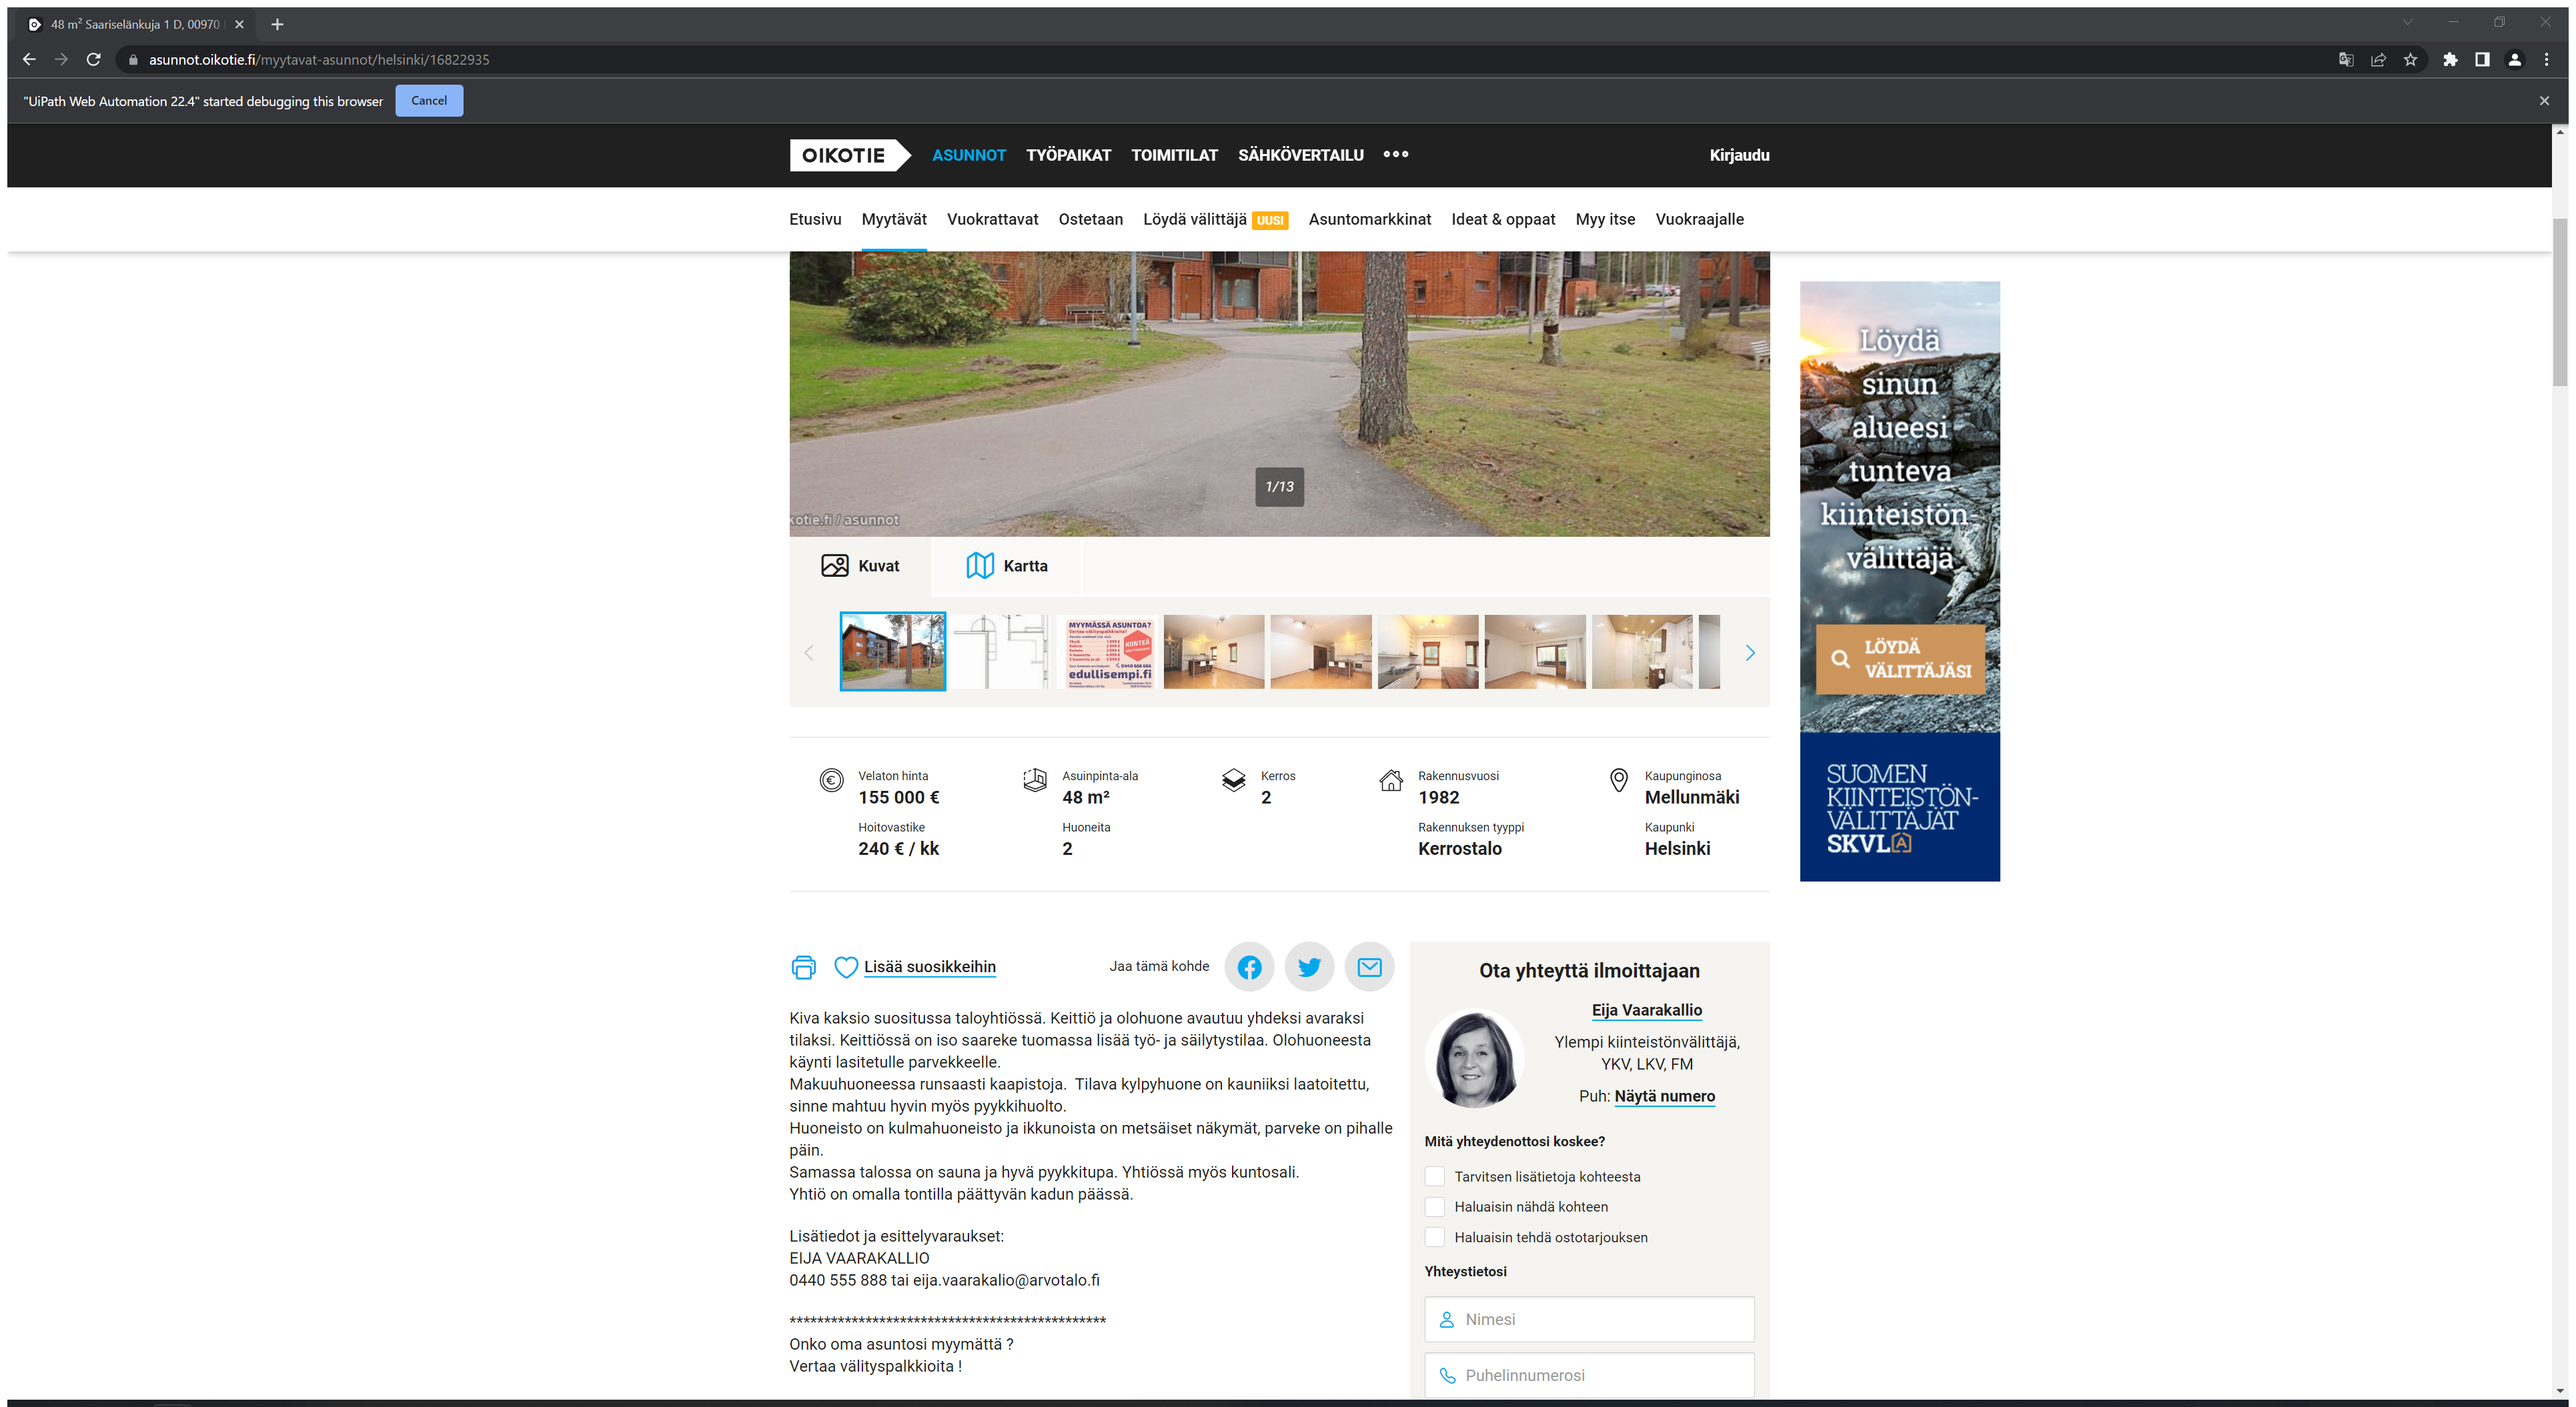 48 m² Saariselänkuja 1 D, 00970
asunnot.oikotie.fi/myytavat-asunnot/helsinki/16822935
"UiPath Web Automation 22.4" started debugging this browser
Cancel
OIKOTIE
ASUNNOT
TYÖPAIKAT
TOIMITILAT
SÄHKÖVERTAILU
Kirjaudu
Etusivu
Myytävät
Vuokrattavat
Ostetaan
Löydä välittäjä UUSI
Asuntomarkkinat
Ideat & oppaat
Myy itse
Vuokraajalle
1/13
kotie.fi / asunnot
Kuvat
Kartta
MYYMÄSSÄ ASUNTOA?
Vertaa välityspalkkioita!
KIINTEÄ
0440 555 888
edullisempi.fi
Velaton hinta
155 000 €
Hoitovastike
240 € / kk
Asuinpinta-ala
48 m²
Huoneita
2
Kerros
2
Rakennusvuosi
1982
Rakennuksen tyyppi
Kerrostalo
Kaupunginosa
Mellunmäki
Kaupunki
Helsinki
Lisää suosikkeihin
Jaa tämä kohde
Kiva kaksio suositussa taloyhtiössä. Keittiö ja olohuone avautuu yhdeksi avaraksi
tilaksi. Keittiössä on iso saareke tuomassa lisää työ- ja säilytystilaa. Olohuoneesta
käynti lasitetulle parvekkeelle.
Makuuhuoneessa runsaasti kaapistoja.  Tilava kylpyhuone on kauniiksi laatoitettu,
sinne mahtuu hyvin myös pyykkihuolto.
Huoneisto on kulmahuoneisto ja ikkunoista on metsäiset näkymät, parveke on pihalle
päin.
Samassa talossa on sauna ja hyvä pyykkitupa. Yhtiössä myös kuntosali.
Yhtiö on omalla tontilla päättyvän kadun päässä.
Lisätiedot ja esittelyvaraukset:
EIJA VAARAKALLIO
0440 555 888 tai eija.vaarakalio@arvotalo.fi
***********************************************
Onko oma asuntosi myymättä ?
Vertaa välityspalkkioita !
Ota yhteyttä ilmoittajaan
Eija Vaarakallio
Ylempi kiinteistönvälittäjä,
YKV, LKV, FM
Puh: Näytä numero
Mitä yhteydenottosi koskee?
Tarvitsen lisätietoja kohteesta
Haluaisin nähdä kohteen
Haluaisin tehdä ostotarjouksen
Yhteystietosi
Nimesi
Puhelinnumerosi
Löydä
sinun
alueesi
tunteva
kiinteistön-
välittäjä
LÖYDÄ
VÄLITTÄJÄSI
SUOMEN
KIINTEISTÖN-
VÄLITTÄJÄT
SKVL